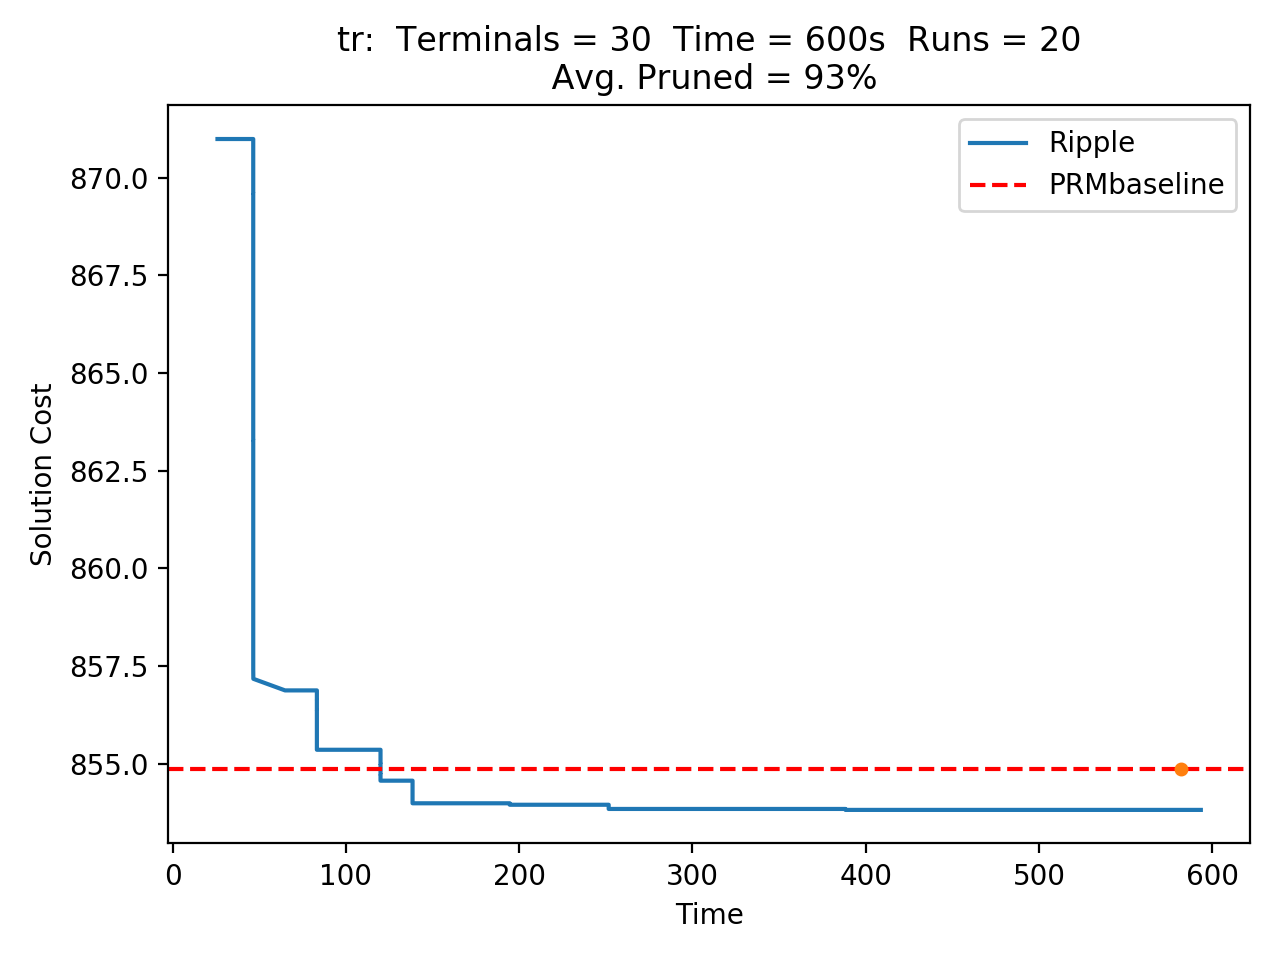 tr:  Terminals = 30  Time = 600s  Runs = 20
Avg. Pruned = 93%
Ripple
PRMbaseline
870.0
867.5
865.0
862.5
860.0
857.5
855.0
Solution Cost
0 100 200 300 400 500 600
Time